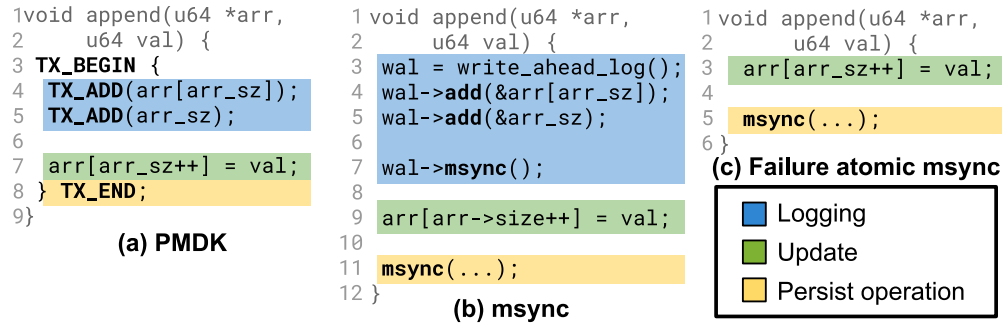 1void append(u64 *arr,
2 u64 val) {
3 TX_BEGIN {
4 TX_ADD(arr[arr_sz]);
5 TX_ADD(arr_sz);
6
7 arr[arr_sz++] = val;
8 } TX_END;
9}
(a) PMDK
1void append(u64 *arr,
2 u64 val) {
3 wal = write_ahead_log();
4 wal->add(&arr[arr_sz]);
5 wal->add(&arr_sz);
6
7 wal->msync();
8
9 arr[arr->size++] = val;
10
11 msync(...);
12 }
(b) msync
1void append(u64 *arr,
2 u64 val) {
3 arr[arr_sz++] = val;
4
5 msync(...);
6 }
(c) Failure atomic msync
Logging
Update
Persist operation